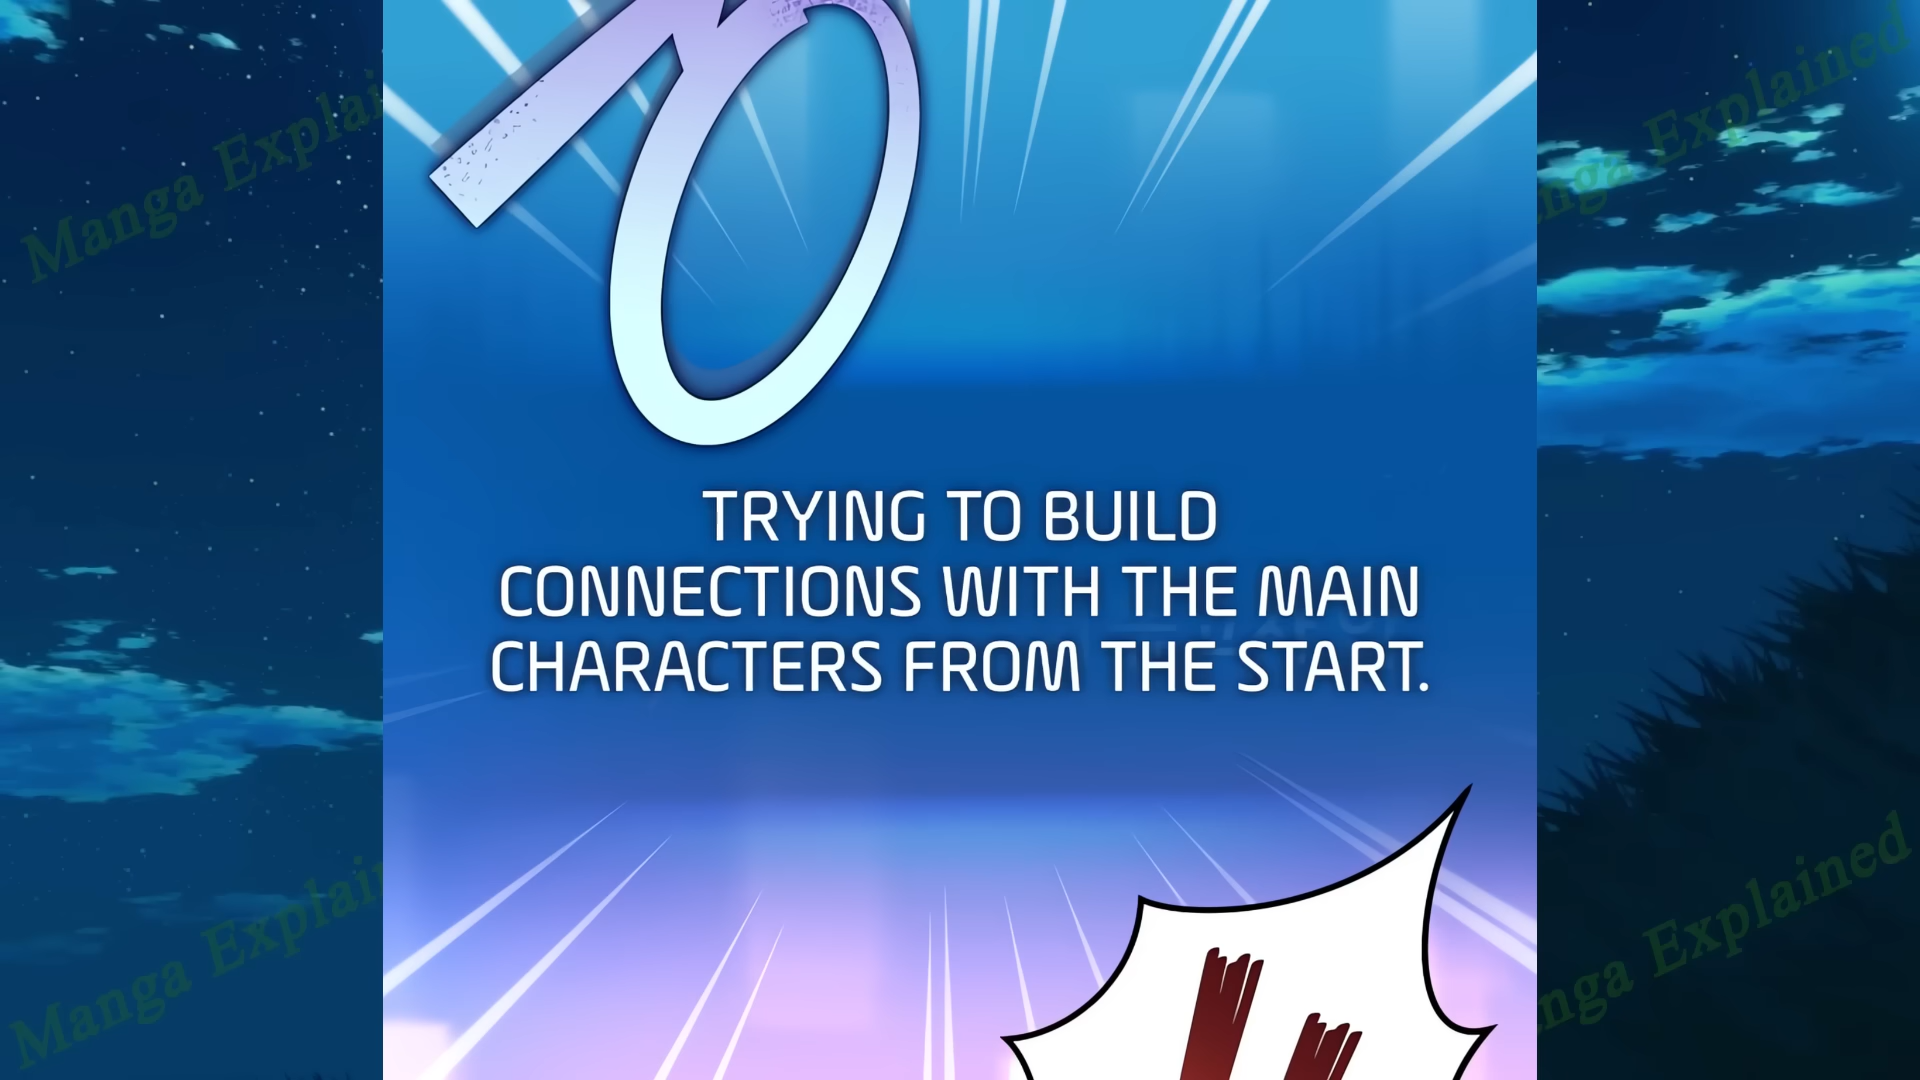 Manga Explai
Manga Explained
TRYING TO BUILD
CONNECTIONS WITH THE MAIN
CHARACTERS FROM THE START.
Manga Explai
nga Explained